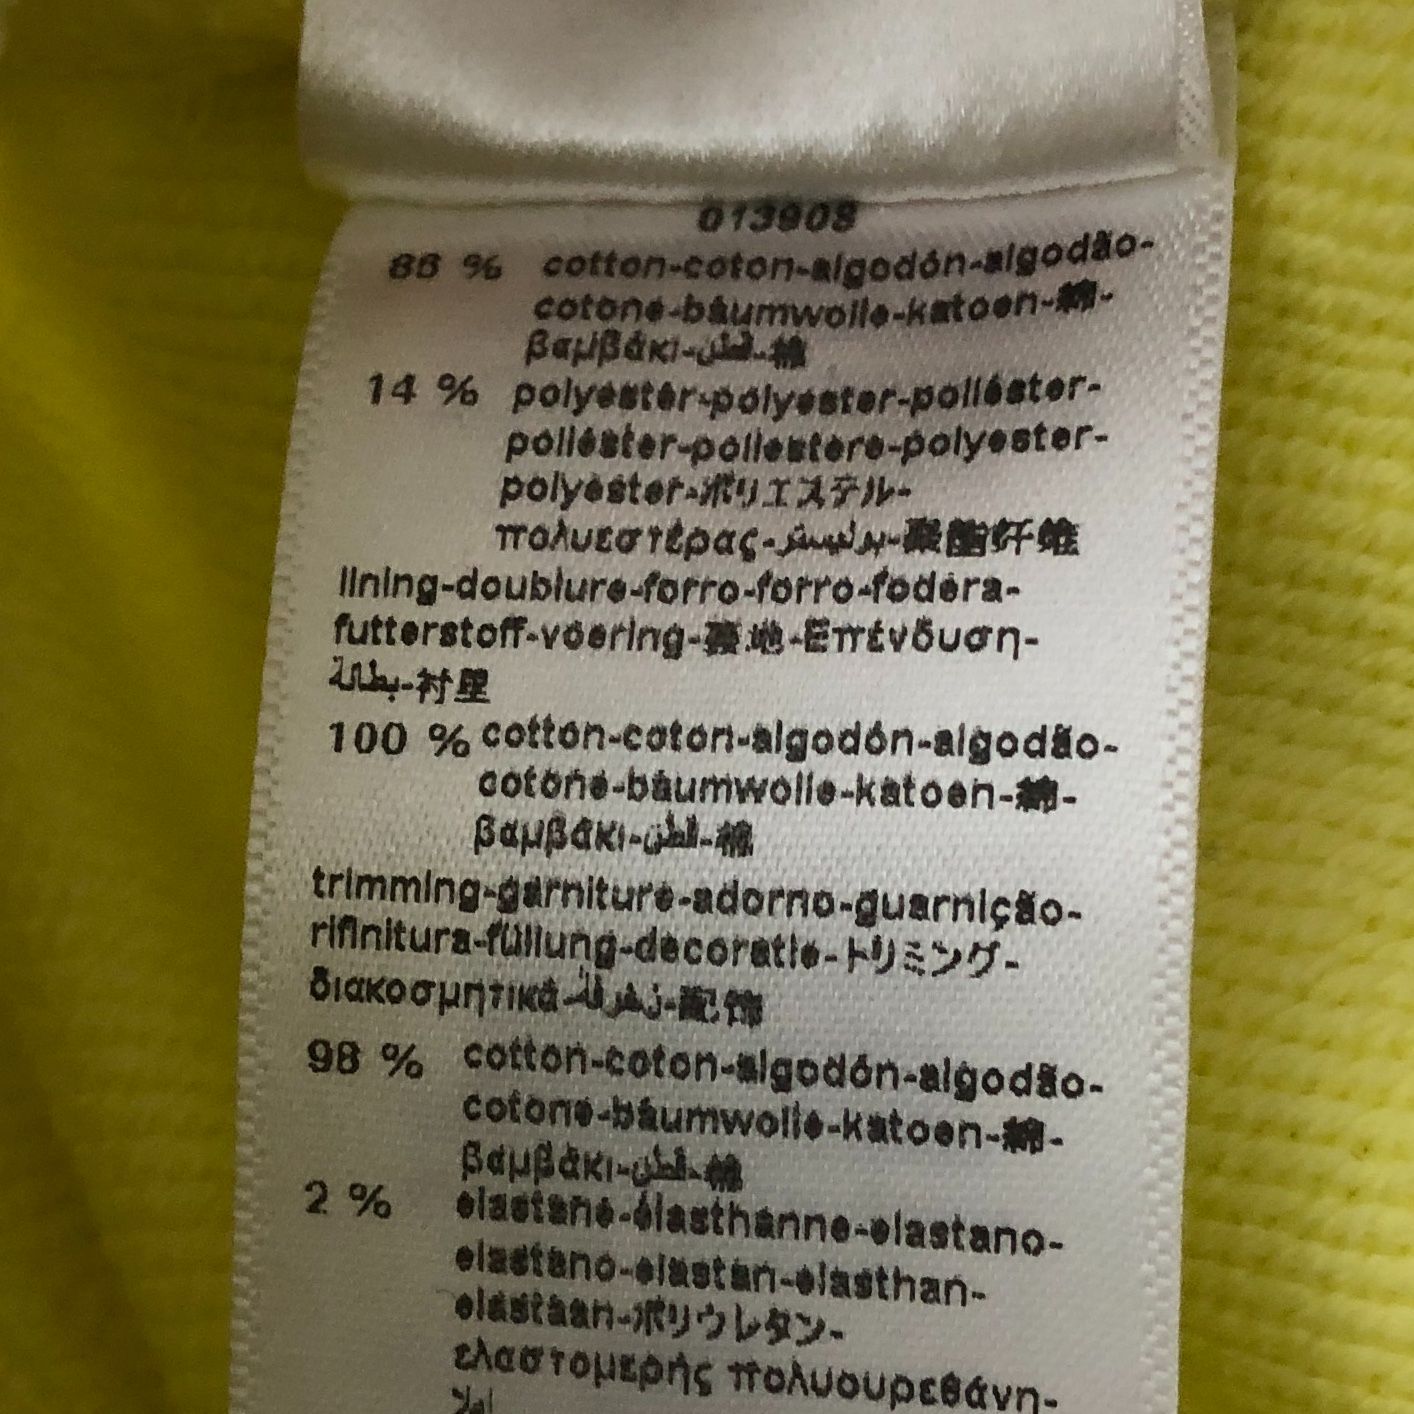 013908
86 % cotton-coton-algodón-algodão-
cotone-baumwolle-katoen-綿-
βαμβάκι-قطن-棉
14 % polyester-polyester-poliéster-
poliéster-poliestere-polyester-
polyester-ポリエステル-
πολυεστέρας-بوليستر-聚酯纤维
lining-doublure-forro-forro-fodera-
futterstoff-voering-裏地-Επένδυση-
بطانة-衬里
100 % cotton-coton-algodón-algodão-
cotone-baumwolle-katoen-綿-
βαμβάκι-قطن-棉
trimming-garniture-adorno-guarnição-
rifinitura-füllung-decoratie-トリミング-
διακοσμητικά-زخرفة-配饰
98 % cotton-coton-algodón-algodão-
cotone-baumwolle-katoen-綿-
βαμβάκι-قطن-棉
2 % elastane-élasthanne-elastano-
elastano-elastan-elasthan-
elastaan-ポリウレタン-
ελαστομερής πολυουρεθάνη-